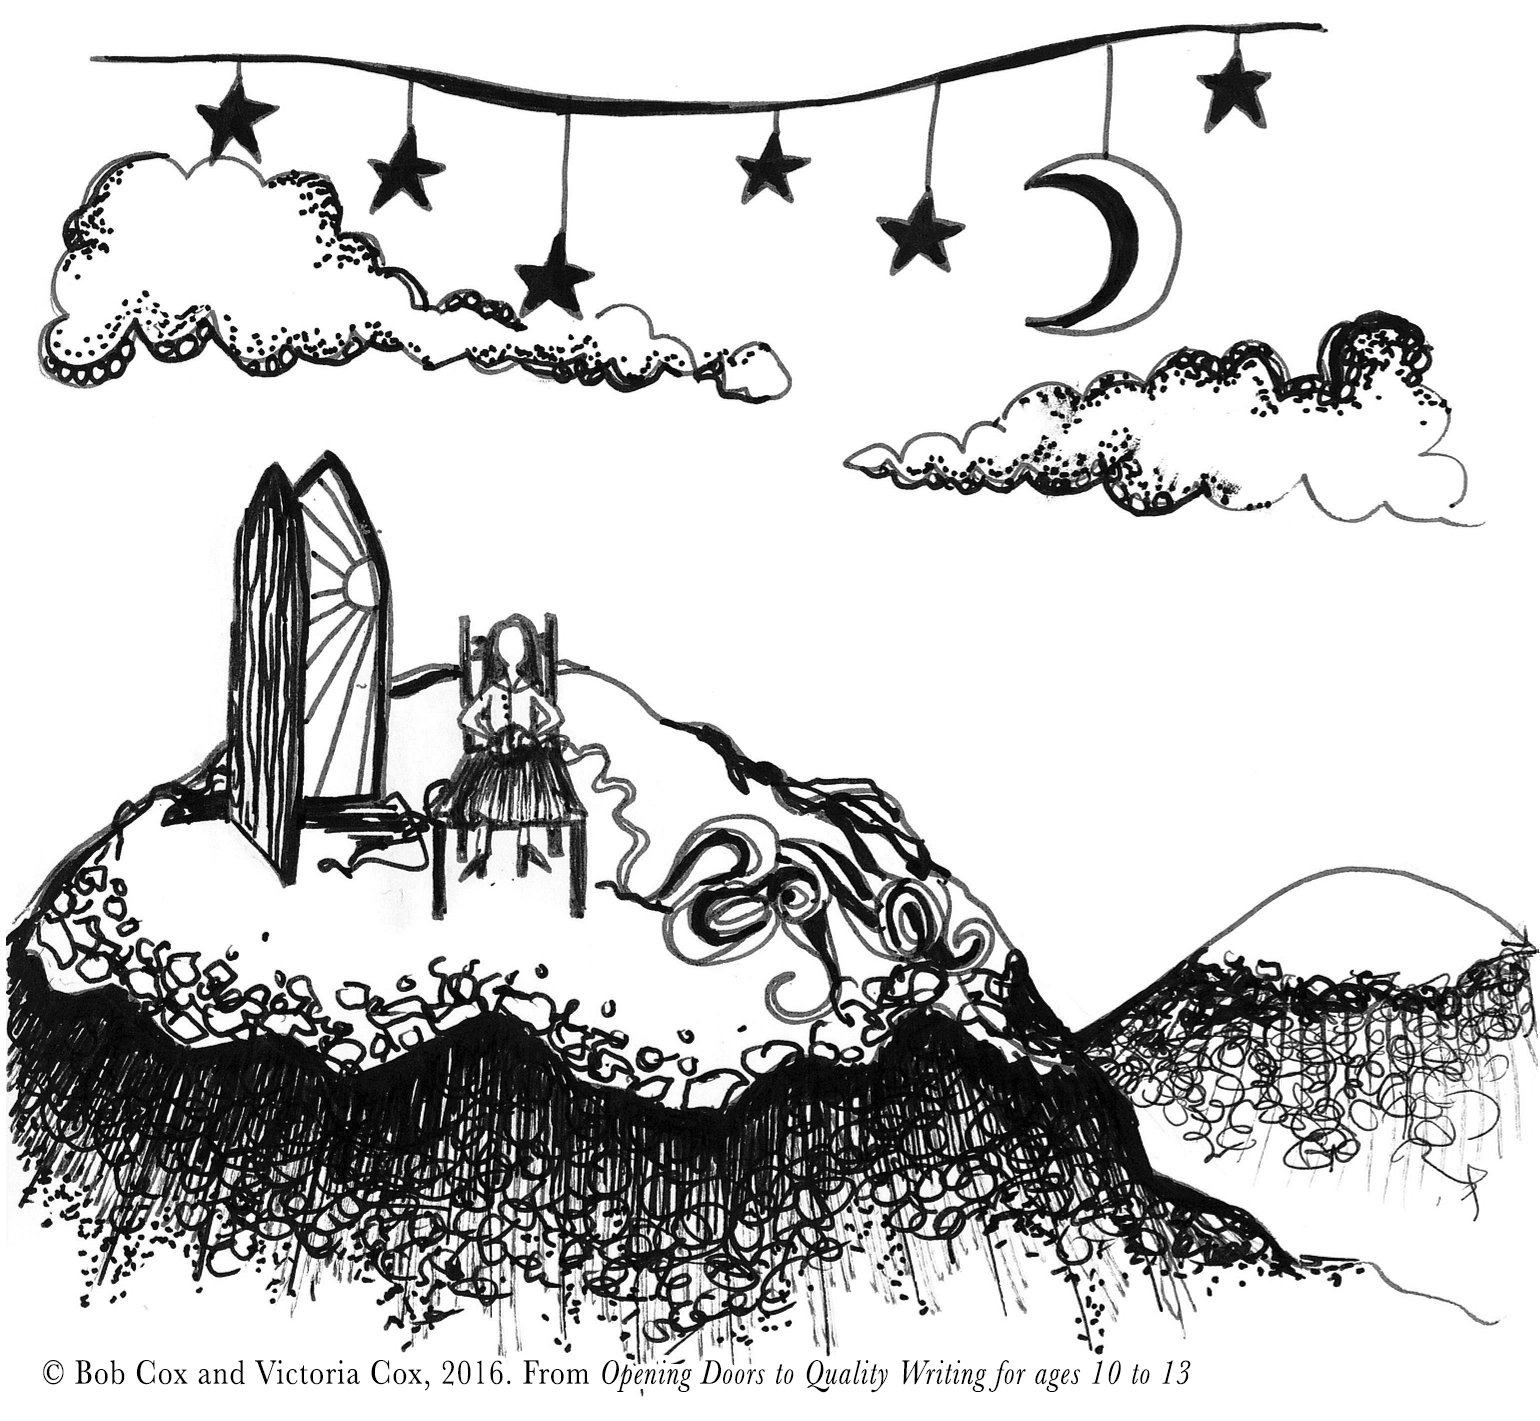 © Bob Cox and Victoria Cox, 2016. From Opening Doors to Quality Writing for ages 10 to 13